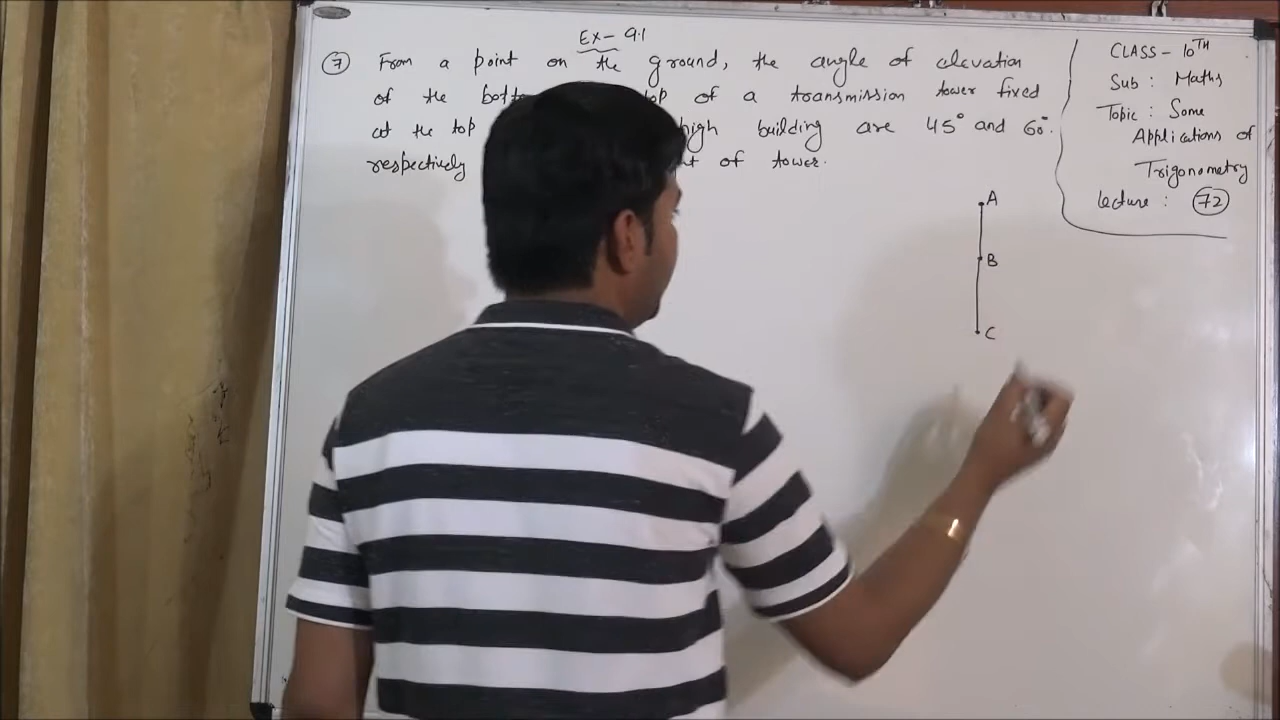 Ex- 9.1
⑦ From a point on the ground, the angle of elevation
of the of a transmission tower fixed
at the top high building are 45° and 60°.
respectively of tower.
CLASS - 10TH
Sub : Maths
Topic : Some
Applications of
Trigonometry
Lecture : 72
A
B
C